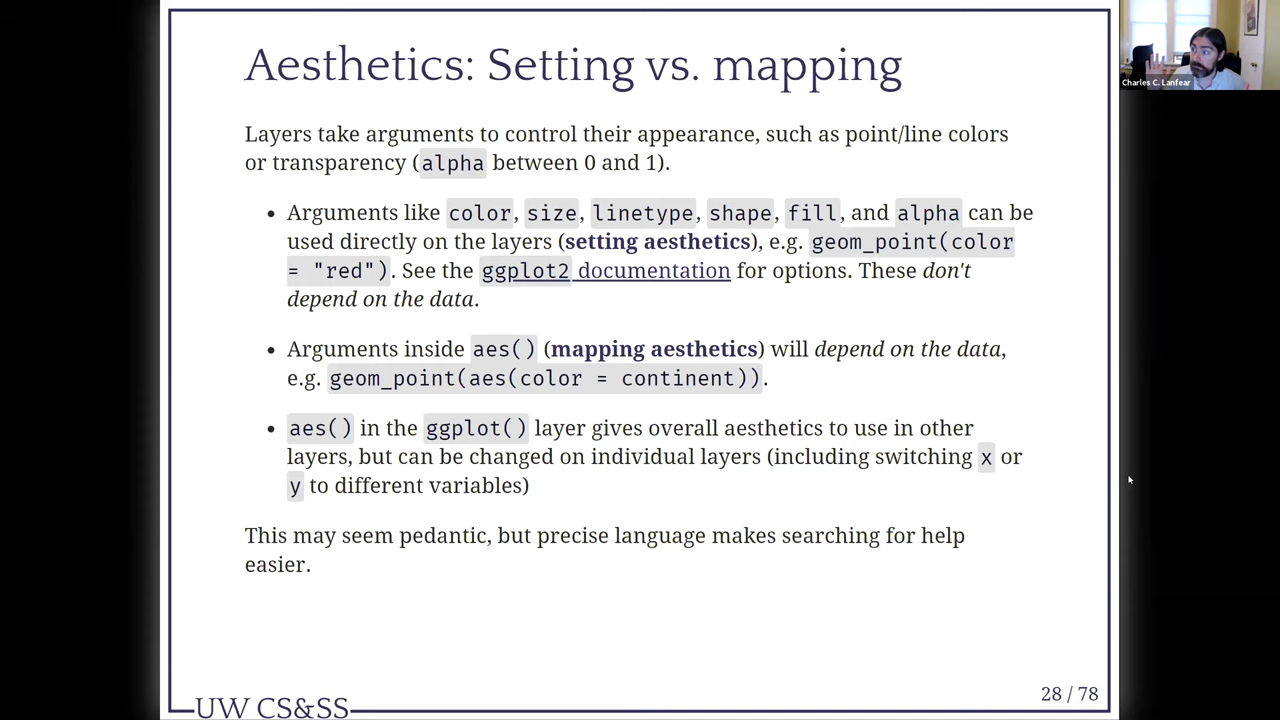 Aesthetics: Setting vs. mapping
Charles C. Lanfear
Layers take arguments to control their appearance, such as point/line colors
or transparency (alpha between 0 and 1).
• Arguments like color, size, linetype, shape, fill, and alpha can be
used directly on the layers (setting aesthetics), e.g. geom_point(color
= "red"). See the ggplot2 documentation for options. These don't
depend on the data.
• Arguments inside aes() (mapping aesthetics) will depend on the data,
e.g. geom_point(aes(color = continent)).
• aes() in the ggplot() layer gives overall aesthetics to use in other
layers, but can be changed on individual layers (including switching x or
y to different variables)
This may seem pedantic, but precise language makes searching for help
easier.
28 / 78
UW CS&SS